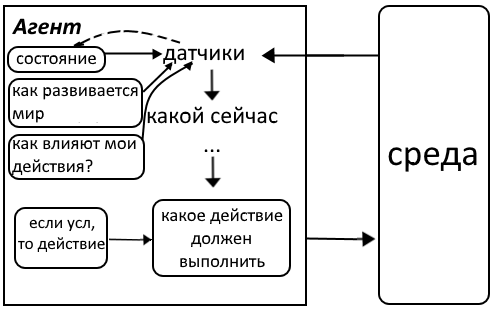 Агент
состояние
датчики
как развивается
мир
какой сейчас
как влияют мои
действия?
...
среда
если усл,
то действие
какое действие
должен
выполнить